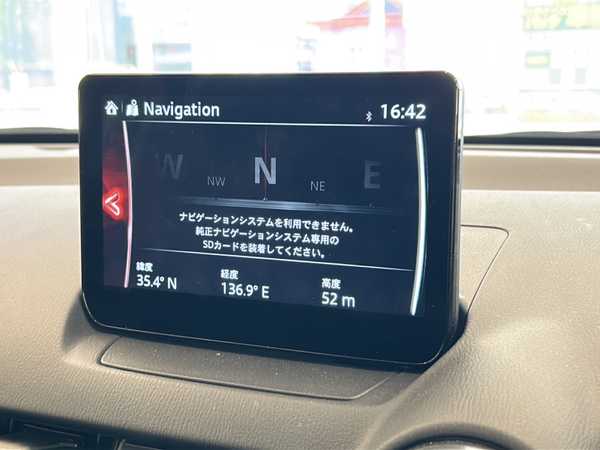 Navigation
16:42
W NW N NE E
ナビゲーションシステムを利用できません。
純正ナビゲーションシステム専用の
SDカードを装着してください。
緯度 経度 高度
35.4° N 136.9° E 52 m